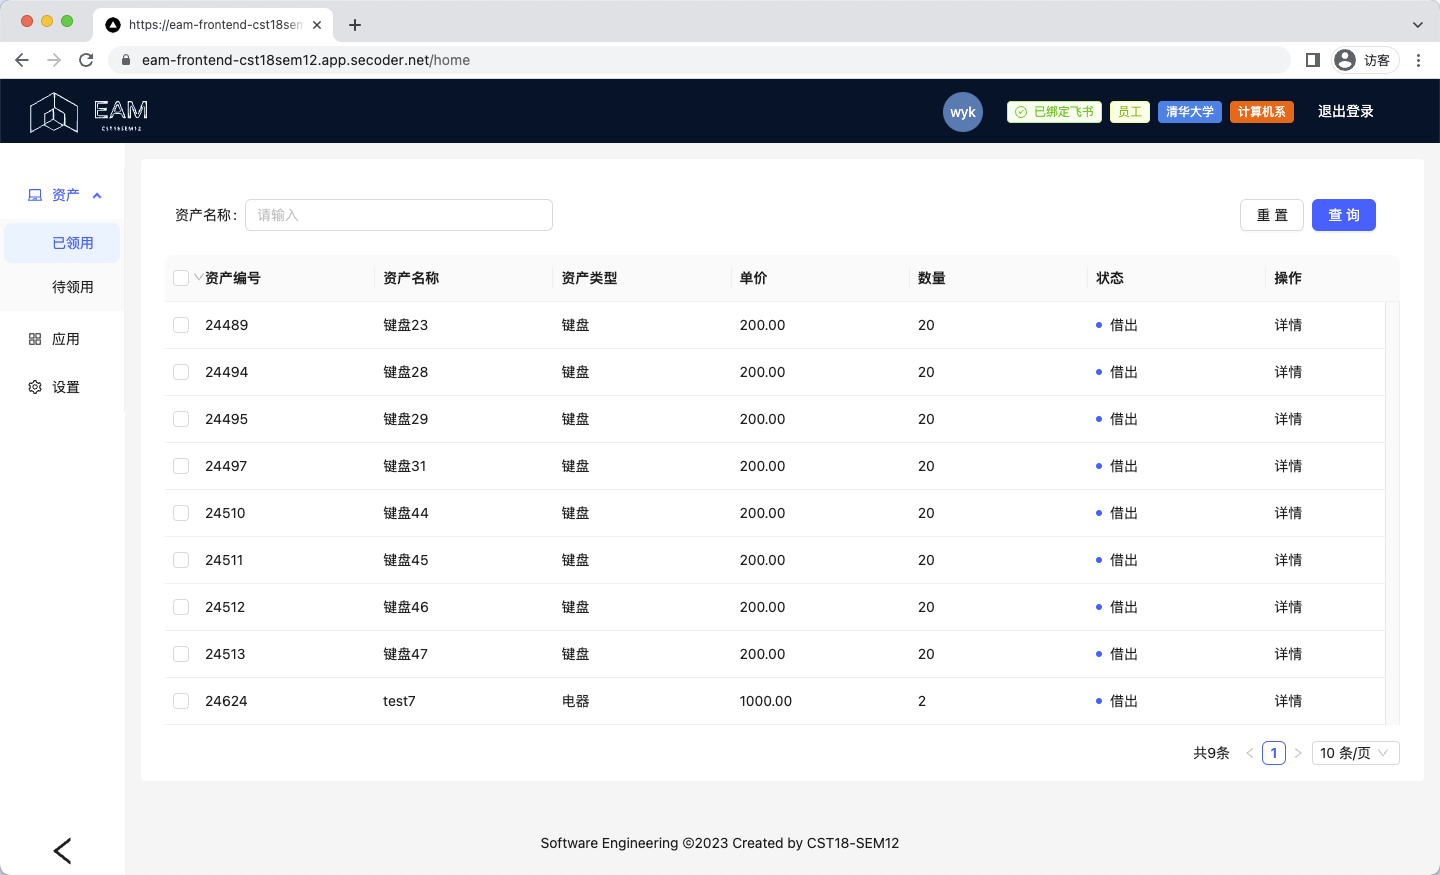 https://eam-frontend-cst18sem
eam-frontend-cst18sem12.app.secoder.net/home
访客
EAM
CST18SEM12
wyk
已绑定飞书
员工
清华大学
计算机系
退出登录
资产
已领用
待领用
应用
设置
资产名称: 请输入
重 置
查 询
资产编号 资产名称 资产类型 单价 数量 状态 操作
24489 键盘23 键盘 200.00 20 借出 详情
24494 键盘28 键盘 200.00 20 借出 详情
24495 键盘29 键盘 200.00 20 借出 详情
24497 键盘31 键盘 200.00 20 借出 详情
24510 键盘44 键盘 200.00 20 借出 详情
24511 键盘45 键盘 200.00 20 借出 详情
24512 键盘46 键盘 200.00 20 借出 详情
24513 键盘47 键盘 200.00 20 借出 详情
24624 test7 电器 1000.00 2 借出 详情
共9条 < 1 > 10 条/页
Software Engineering ©2023 Created by CST18-SEM12